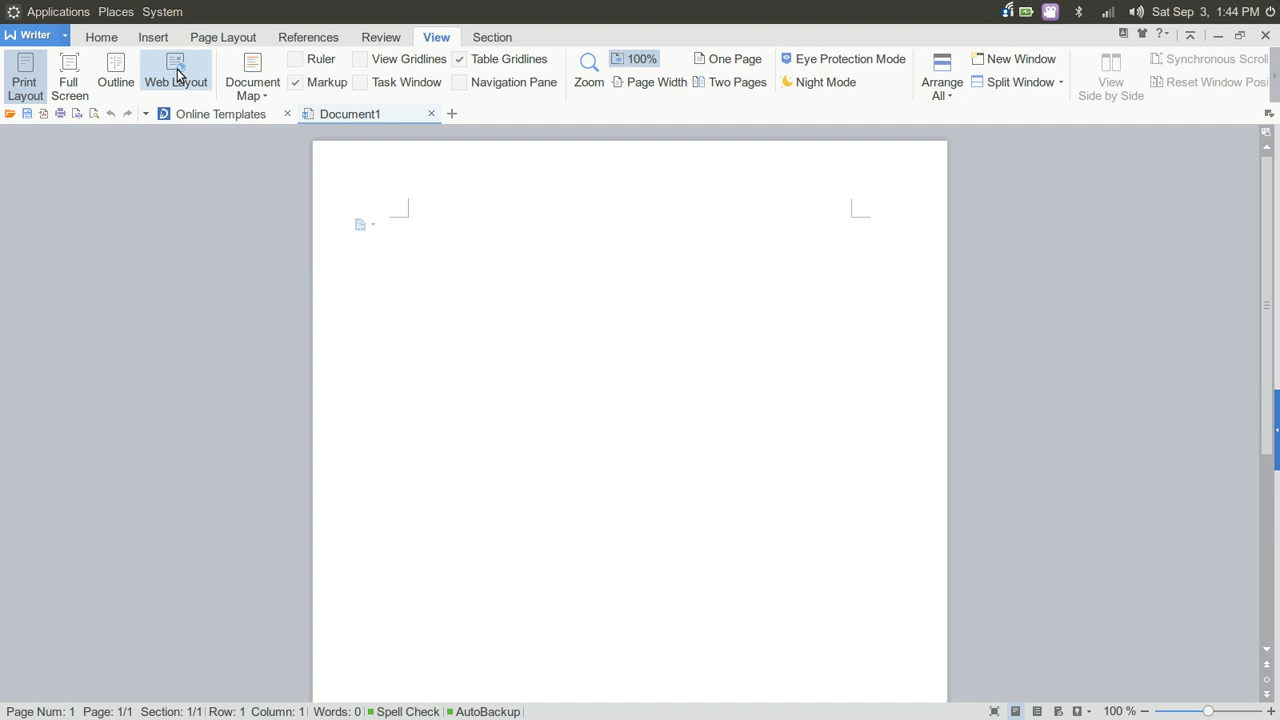 Applications Places System Sat Sep 3, 1:44 PM
Writer Home Insert Page Layout References Review View Section
Print Layout Full Screen Outline Web Layout Document Map
Ruler View Gridlines Table Gridlines
Markup Task Window Navigation Pane
Zoom 100% One Page
Page Width Two Pages
Eye Protection Mode
Night Mode
Arrange All New Window
Split Window
View Side by Side Synchronous Scroll
Reset Window Posi
Online Templates Document1
Page Num: 1 Page: 1/1 Section: 1/1 Row: 1 Column: 1 Words: 0 Spell Check AutoBackup 100 %